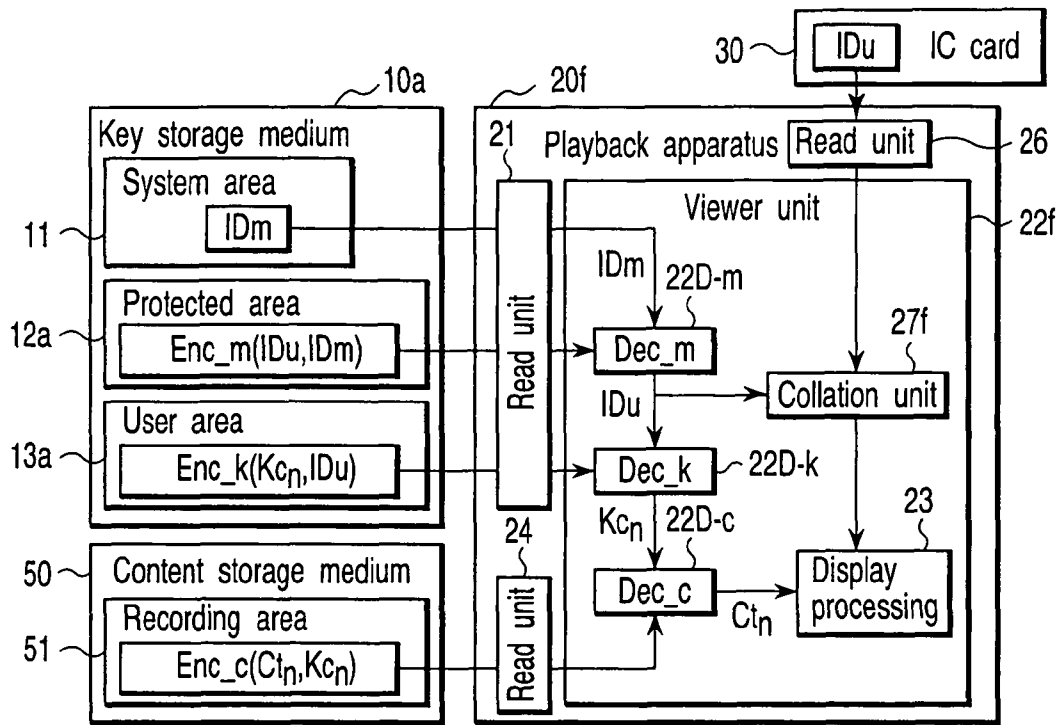 30
IDu
IC card
10a
20f
Key storage medium
21
Playback apparatus
Read unit
26
System area
Viewer unit
22f
IDm
11
IDm
22D-m
Protected area
12a
Enc_m(IDu,IDm)
Read unit
Dec_m
27f
IDu
Collation unit
User area
13a
Enc_k(Kcn,IDu)
Dec_k
22D-k
Kcn
22D-c
24
23
50
Content storage medium
Dec_c
Ctn
Display
processing
Recording area
51
Enc_c(Ctn,Kcn)
Read unit